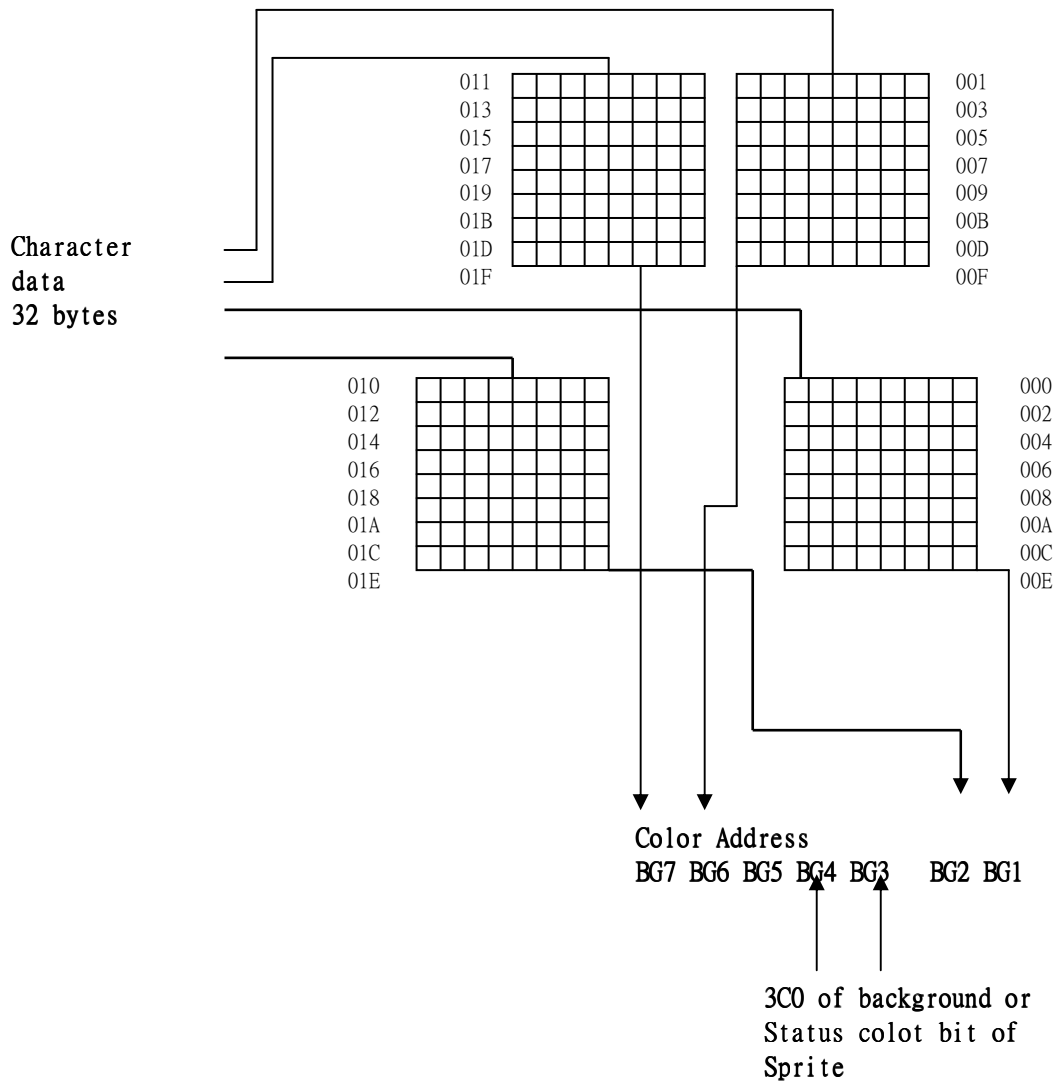 011
013
015
017
019
01B
01D
01F
001
003
005
007
009
00B
00D
00F
Character
data
32 bytes
010
012
014
016
018
01A
01C
01E
000
002
004
006
008
00A
00C
00E
Color Address
BG7 BG6 BG5 BG4 BG3 BG2 BG1
3C0 of background or
Status colot bit of
Sprite